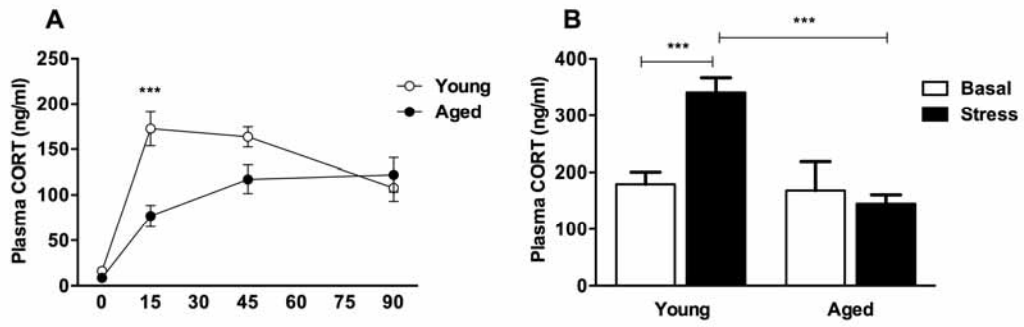 A
Plasma CORT (ng/ml)
250
200
150
100
50
0
***
Young
Aged
0 15 30 45 60 75 90
B
Plasma CORT (ng/ml)
400
300
200
100
0
***
***
Basal
Stress
Young Aged